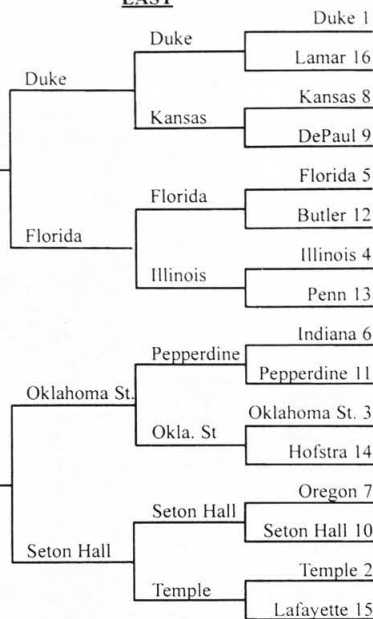 EAST
Duke 1
Duke
Lamar 16
Duke
Kansas 8
Kansas
DePaul 9
Florida 5
Florida
Butler 12
Florida
Illinois 4
Illinois
Penn 13
Indiana 6
Pepperdine
Pepperdine 11
Oklahoma St.
Oklahoma St. 3
Okla. St
Hofstra 14
Oregon 7
Seton Hall
Seton Hall 10
Seton Hall
Temple 2
Temple
Lafayette 15